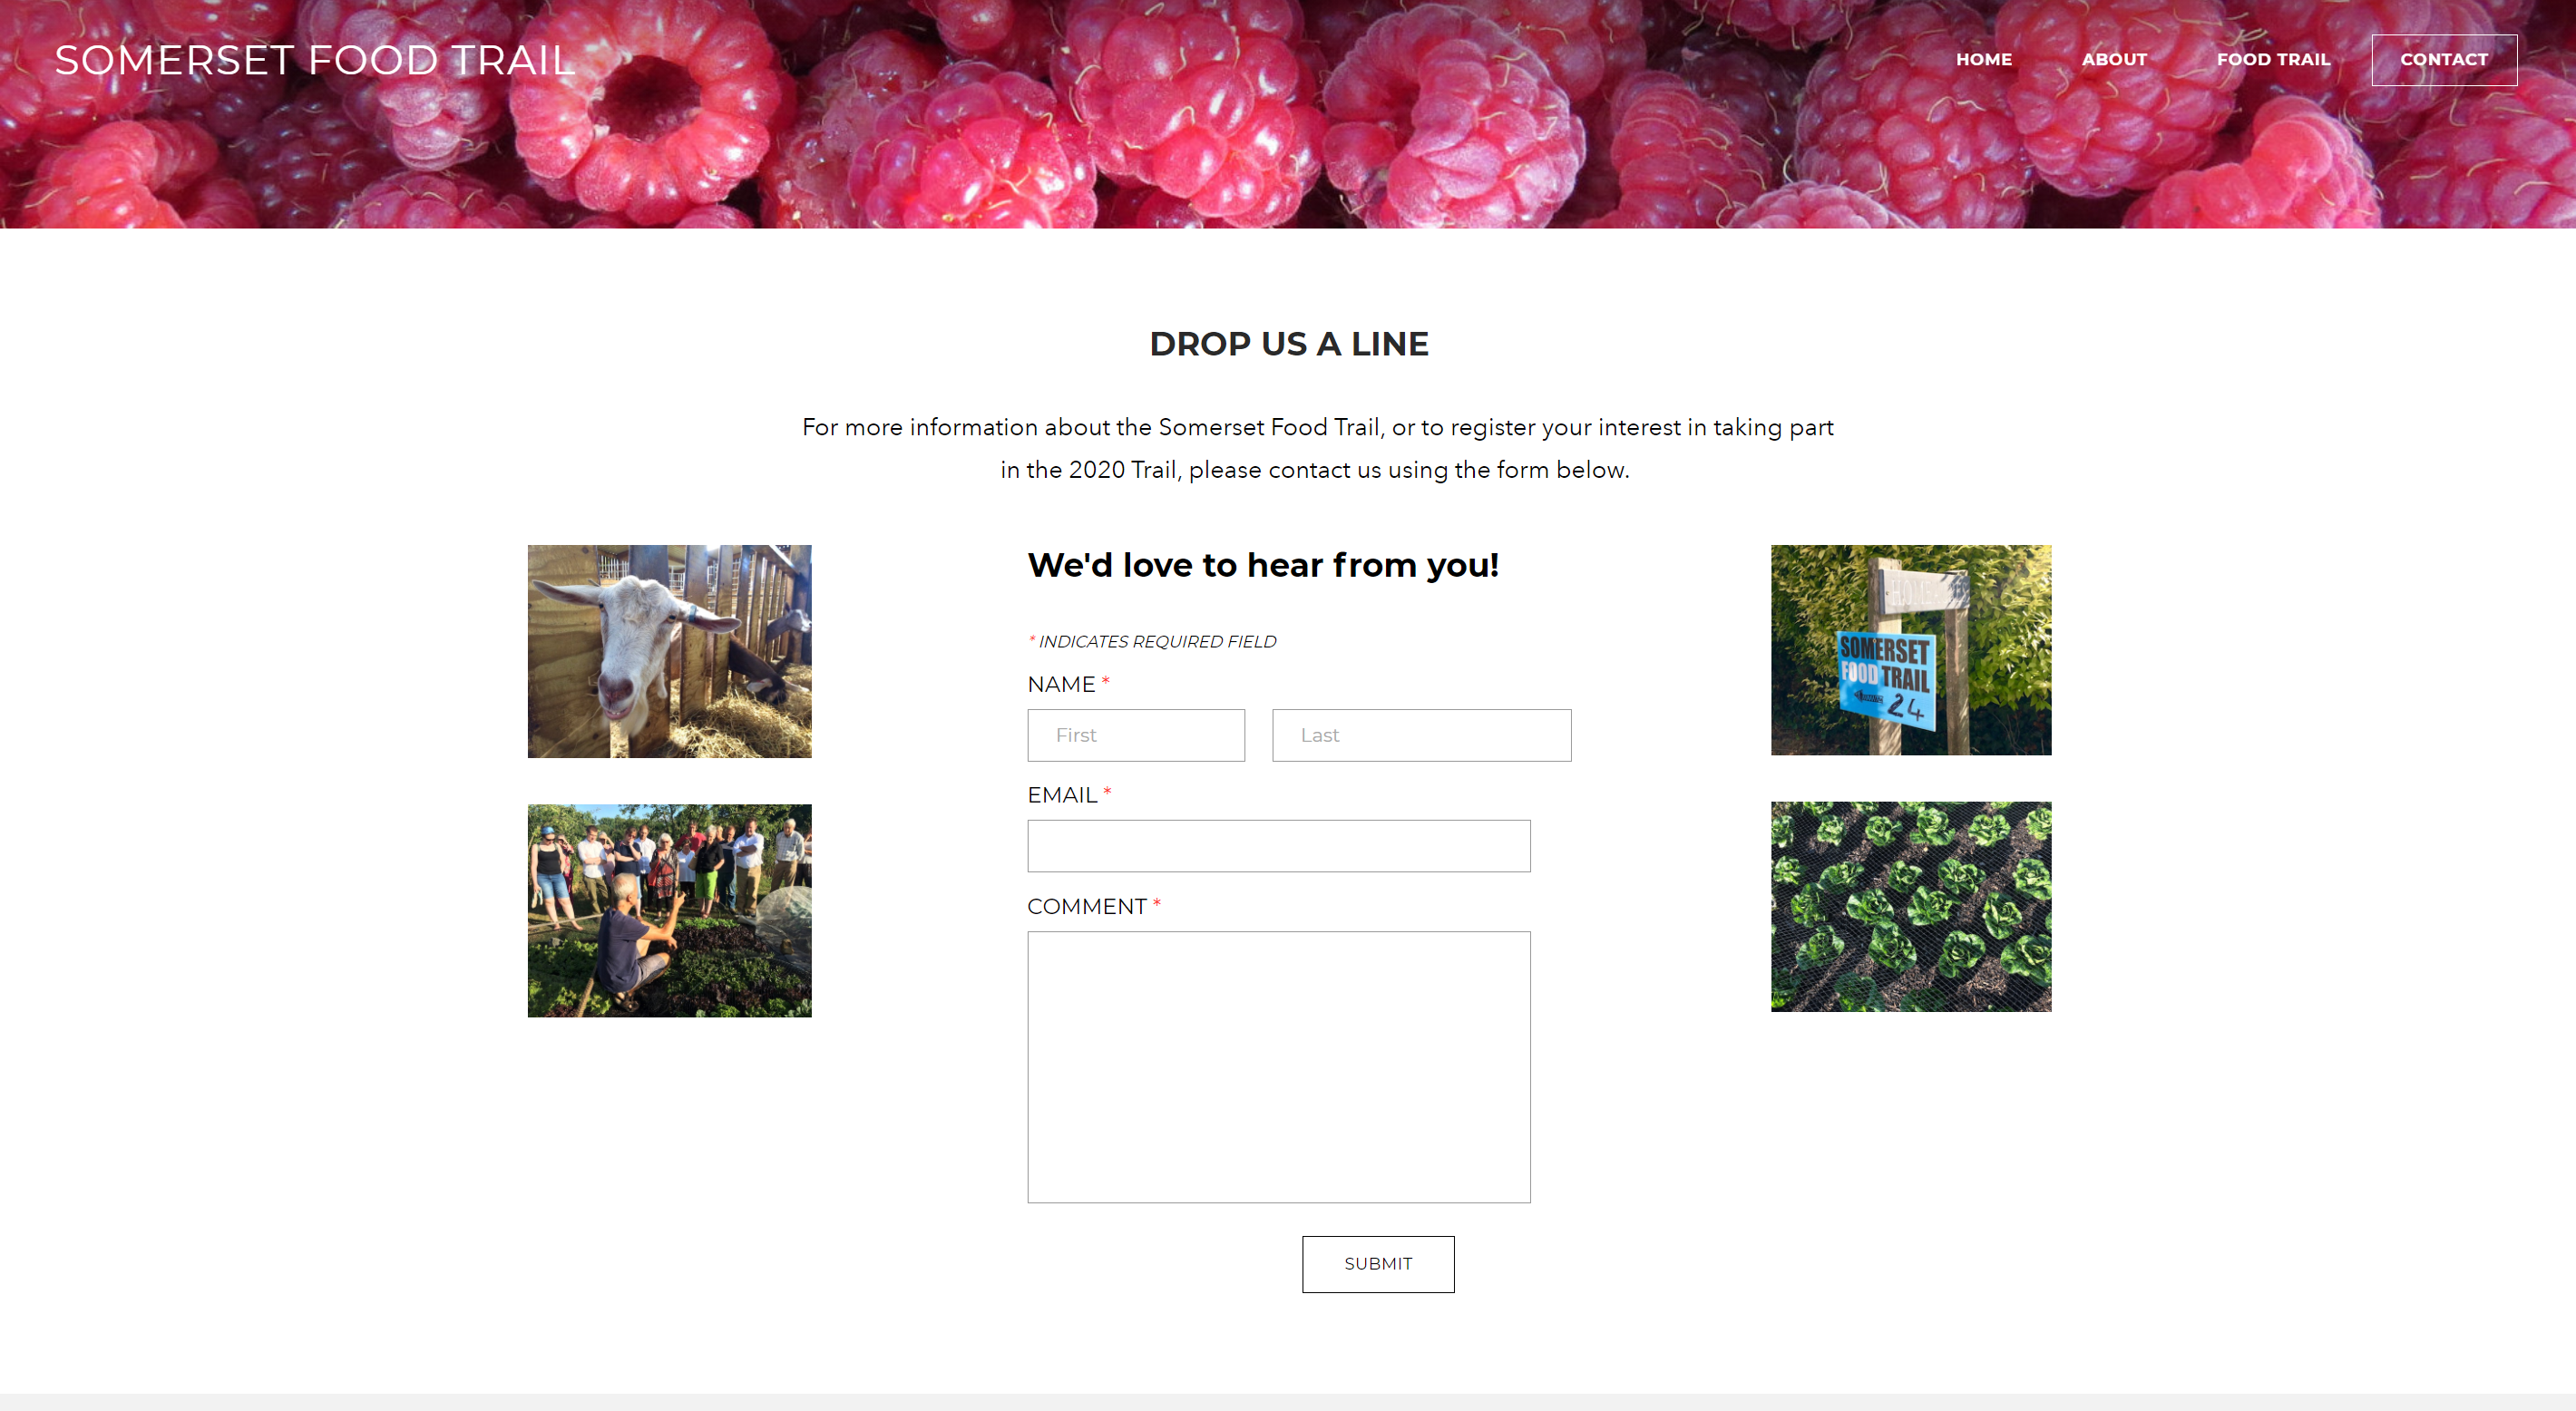 SOMERSET FOOD TRAIL
HOME
ABOUT
FOOD TRAIL
CONTACT
DROP US A LINE
For more information about the Somerset Food Trail, or to register your interest in taking part
in the 2020 Trail, please contact us using the form below.
We'd love to hear from you!
* INDICATES REQUIRED FIELD
NAME *
First
Last
EMAIL *
COMMENT *
SUBMIT
SOMERSET
FOOD TRAIL
24